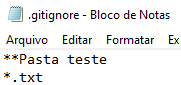 .gitignore - Bloco de Notas
Arquivo Editar Formatar Ex
**Pasta teste
*.txt